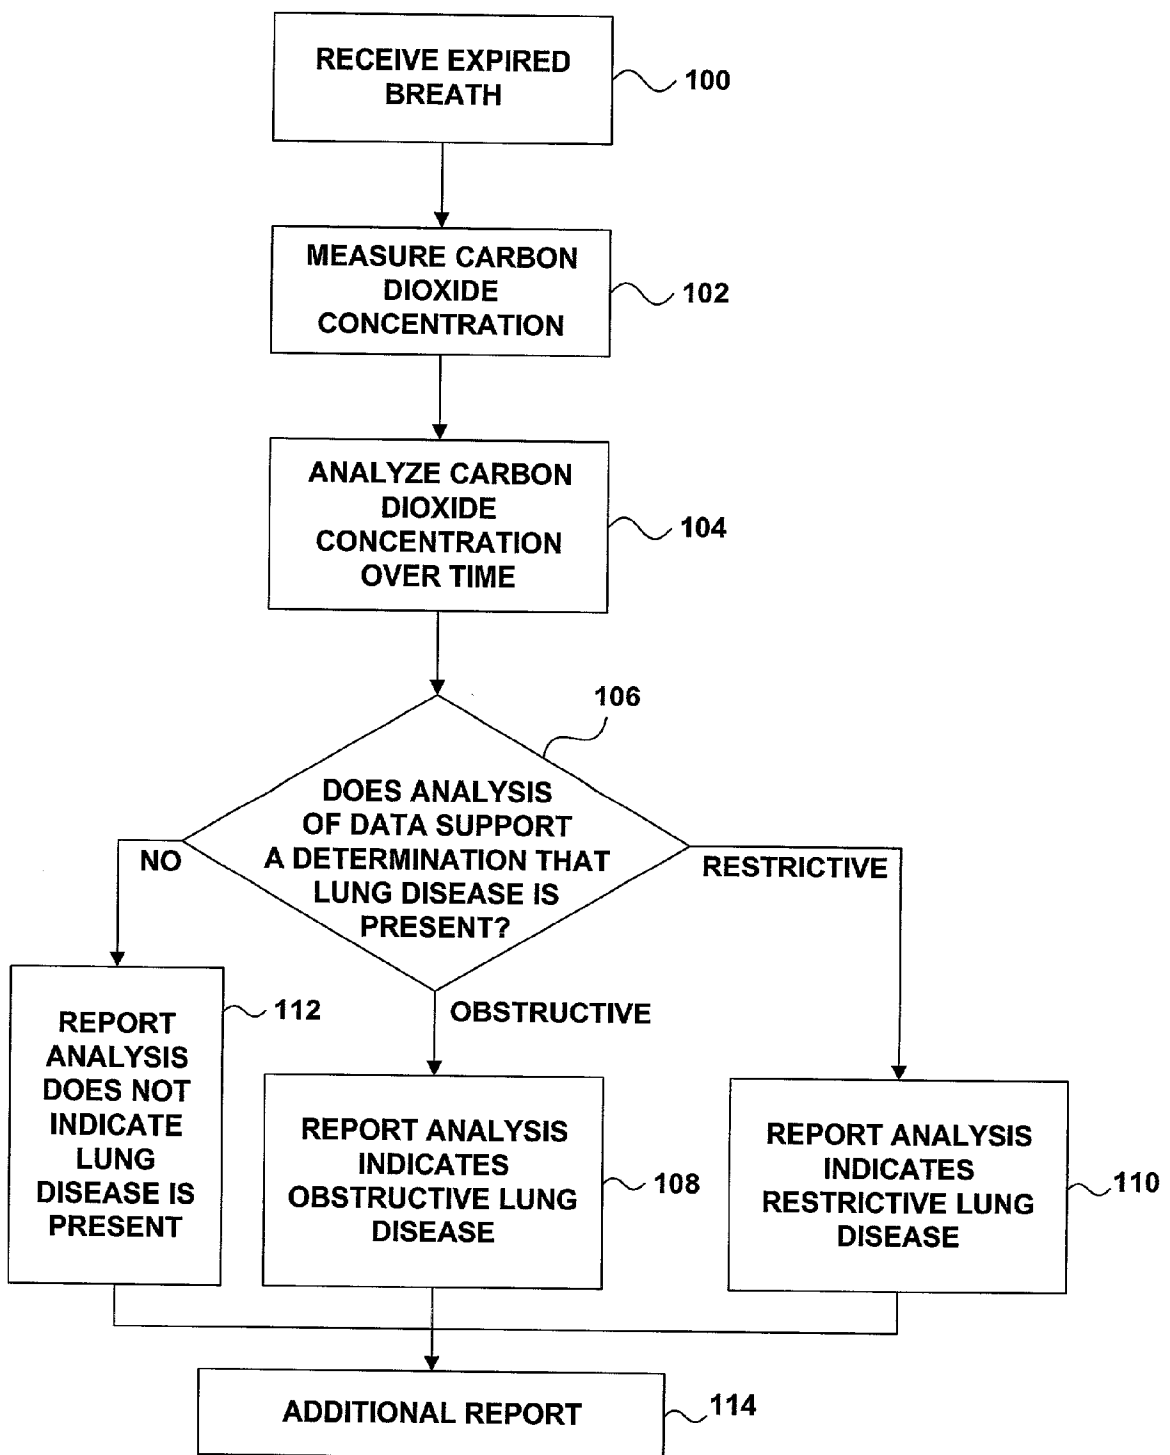 RECEIVE EXPIRED
BREATH
100
MEASURE CARBON
DIOXIDE
CONCENTRATION
102
ANALYZE CARBON
DIOXIDE
CONCENTRATION
OVER TIME
104
106
DOES ANALYSIS
OF DATA SUPPORT
A DETERMINATION THAT
LUNG DISEASE IS
PRESENT?
NO
RESTRICTIVE
OBSTRUCTIVE
REPORT
ANALYSIS
DOES NOT
INDICATE
LUNG
DISEASE IS
PRESENT
112
REPORT ANALYSIS
INDICATES
OBSTRUCTIVE LUNG
DISEASE
108
REPORT ANALYSIS
INDICATES
RESTRICTIVE LUNG
DISEASE
110
ADDITIONAL REPORT
114